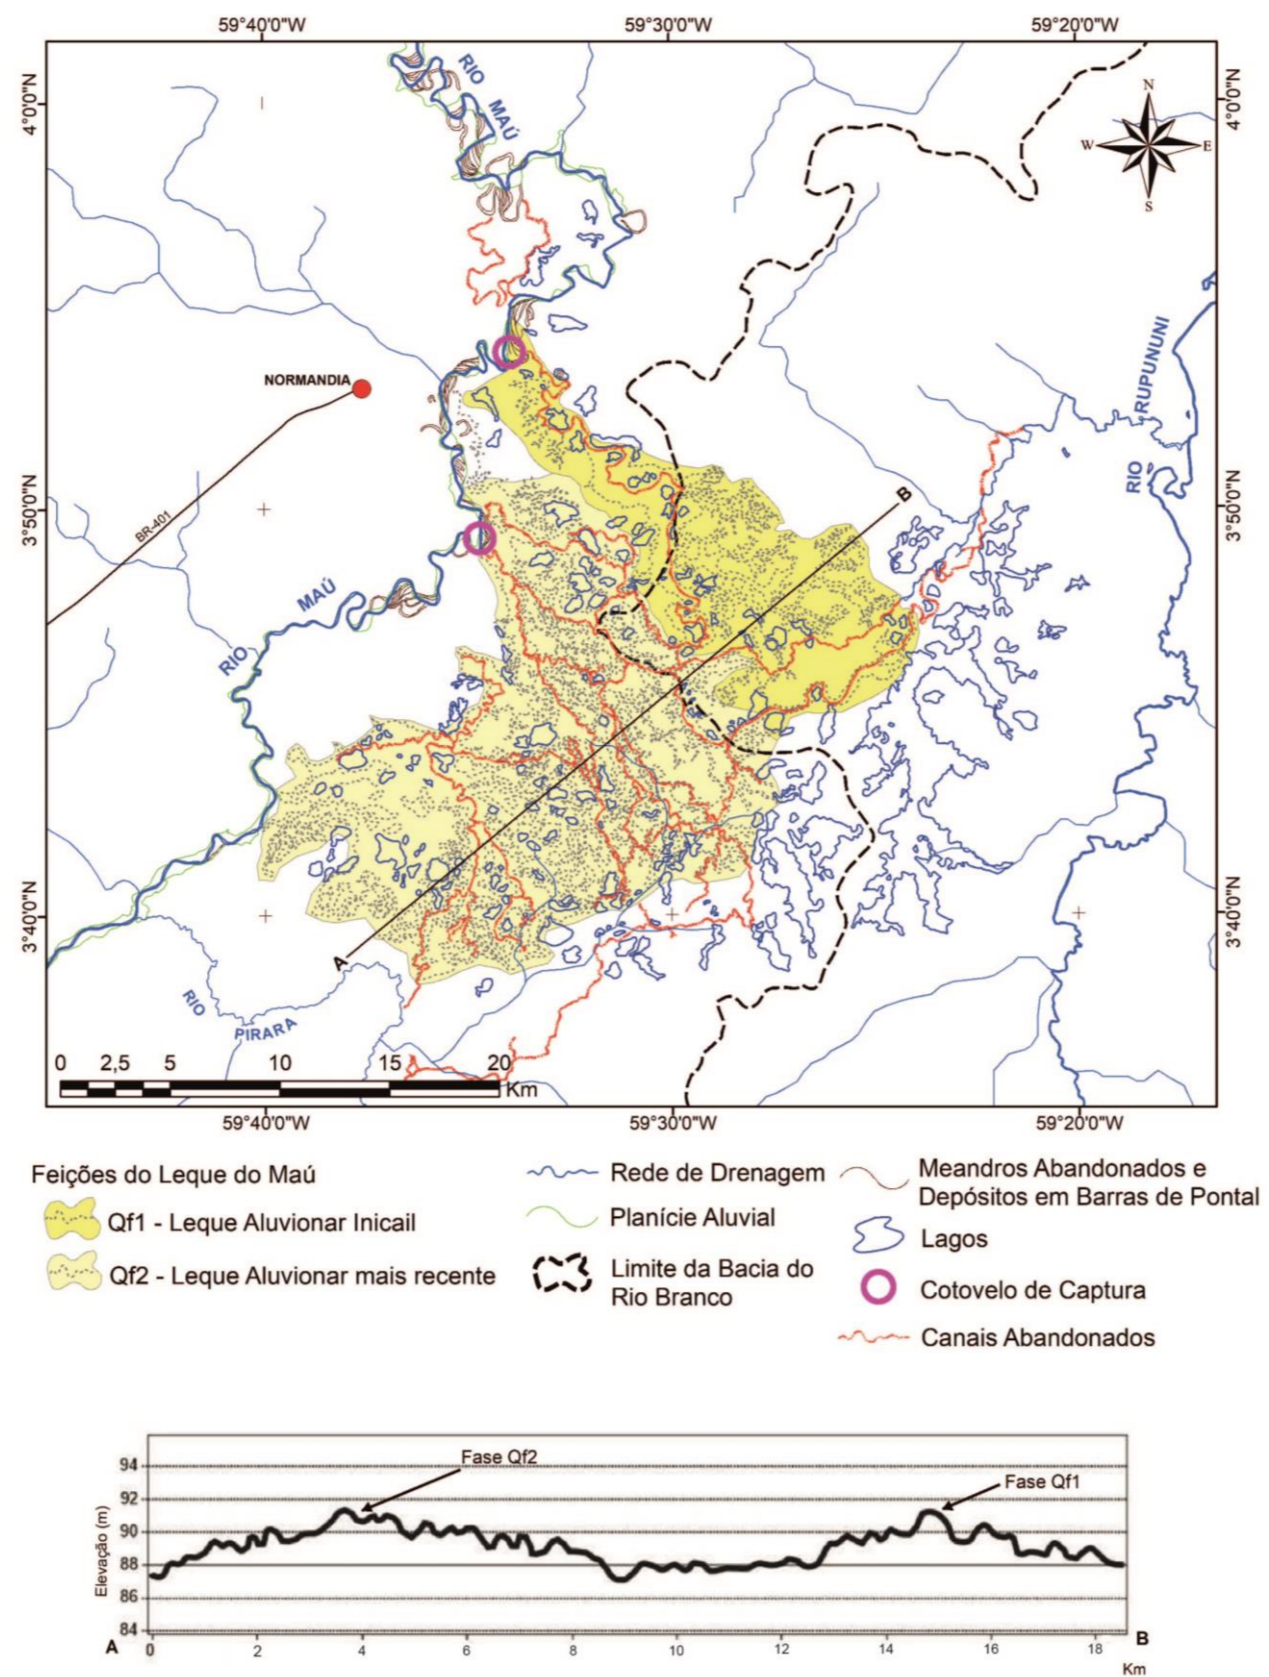 59°40'0"W 59°30'0"W 59°20'0"W
4°0'0"N
4°0'0"N
RIO
MAÚ
N
W E
S
NORMANDIA
BR-401
RUPUNUNI
RIO
3°50'0"N
3°50'0"N
B
MAÚ
RIO
3°40'0"N
3°40'0"N
A
RIO
PIRARA
0 2,5 5 10 15 20
Km
59°40'0"W 59°30'0"W 59°20'0"W
Feições do Leque do Maú
Qf1 - Leque Aluvionar Inicail
Qf2 - Leque Aluvionar mais recente
Rede de Drenagem
Planície Aluvial
Limite da Bacia do
Rio Branco
Meandros Abandonados e
Depósitos em Barras de Pontal
Lagos
Cotovelo de Captura
Canais Abandonados
Elevação (m)
94
92
90
88
86
84
Fase Qf2
Fase Qf1
A 0 2 4 6 8 10 12 14 16 18 B
Km